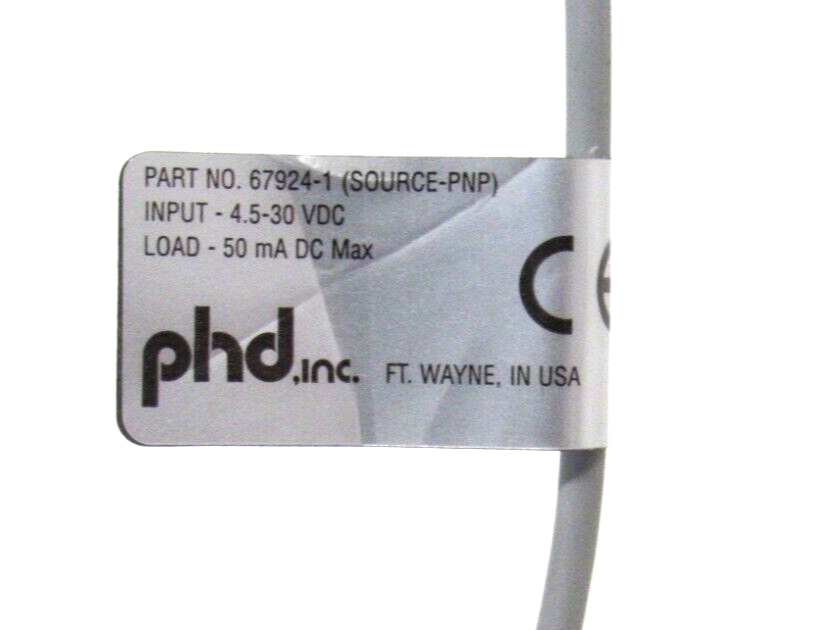 PART NO. 67924-1 (SOURCE-PNP)
INPUT - 4.5-30 VDC
LOAD - 50 mA DC Max
CE
phd,inc. FT. WAYNE, IN USA